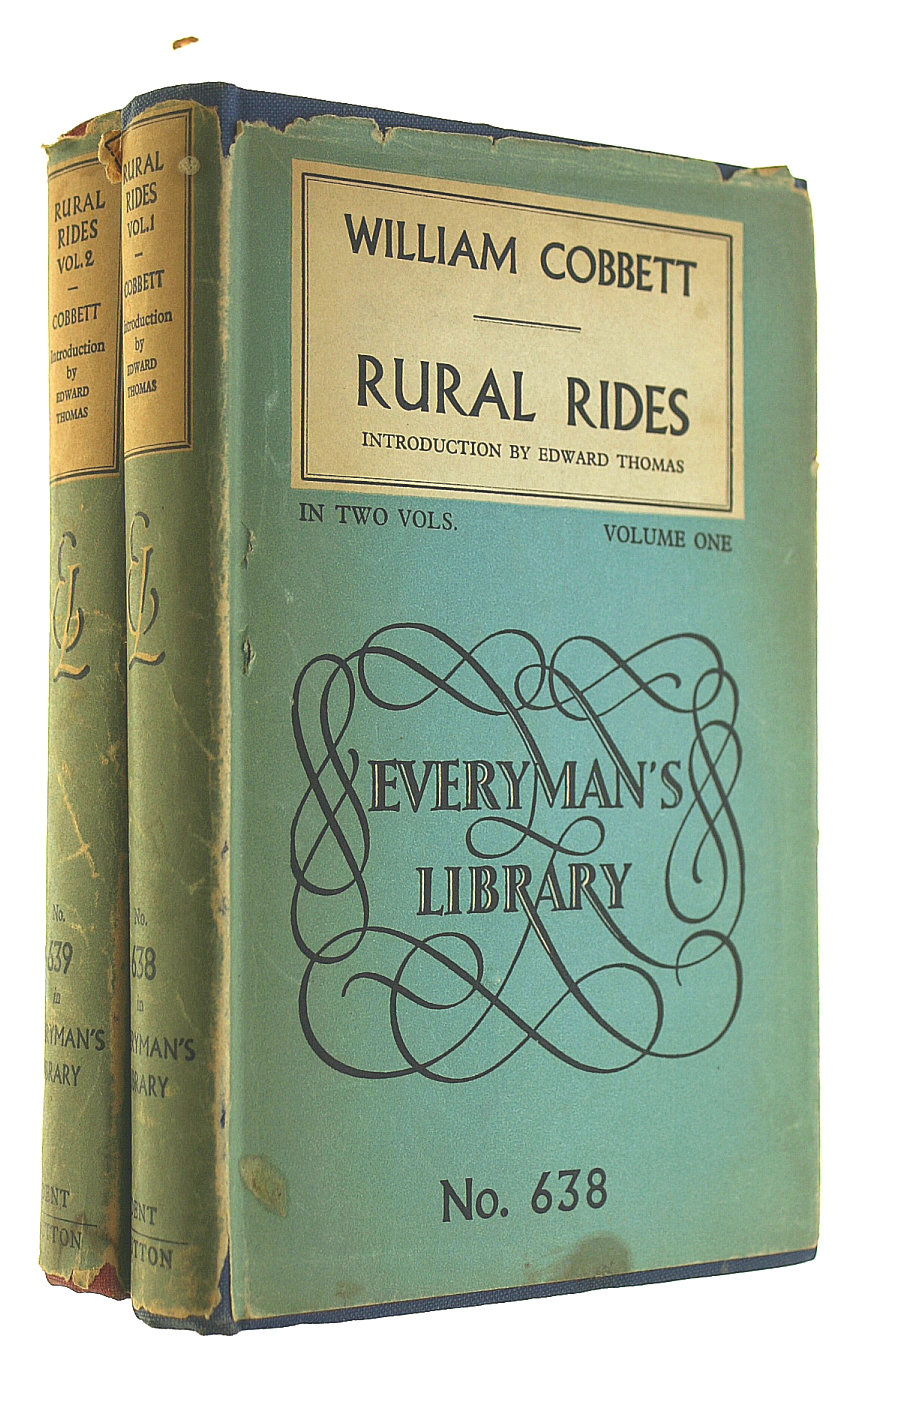 RURAL
RIDES
VOL.2
COBBETT
Introduction
by
EDWARD
THOMAS
No.
639
in
RURAL
RIDES
VOL.1
COBBETT
by
EDWARD
THOMAS
No.
638
in
WILLIAM COBBETT
RURAL RIDES
INTRODUCTION BY EDWARD THOMAS
IN TWO VOLS.
VOLUME ONE
EVERYMAN'S
LIBRARY
No. 638